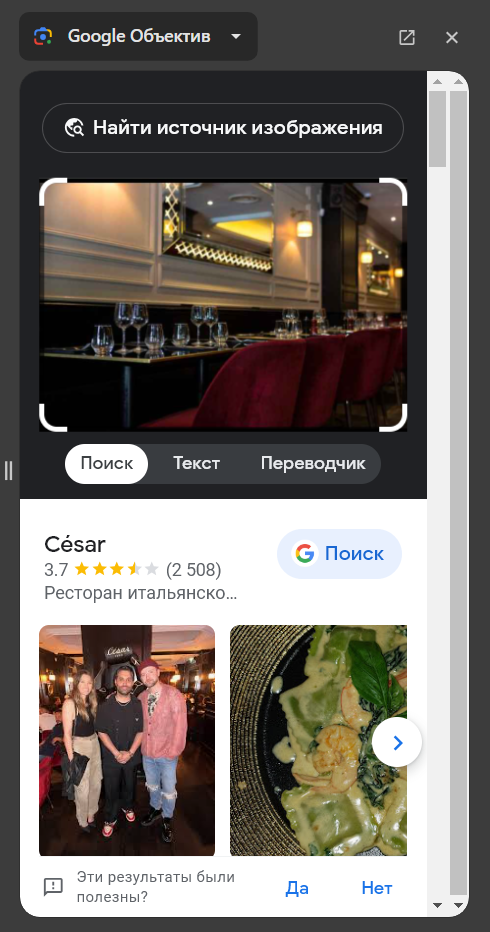 Google Объектив
Найти источник изображения
Поиск
Текст
Переводчик
César
3.7
(2 508)
Ресторан итальянско...
Поиск
César
Эти результаты были
полезны?
Да
Нет